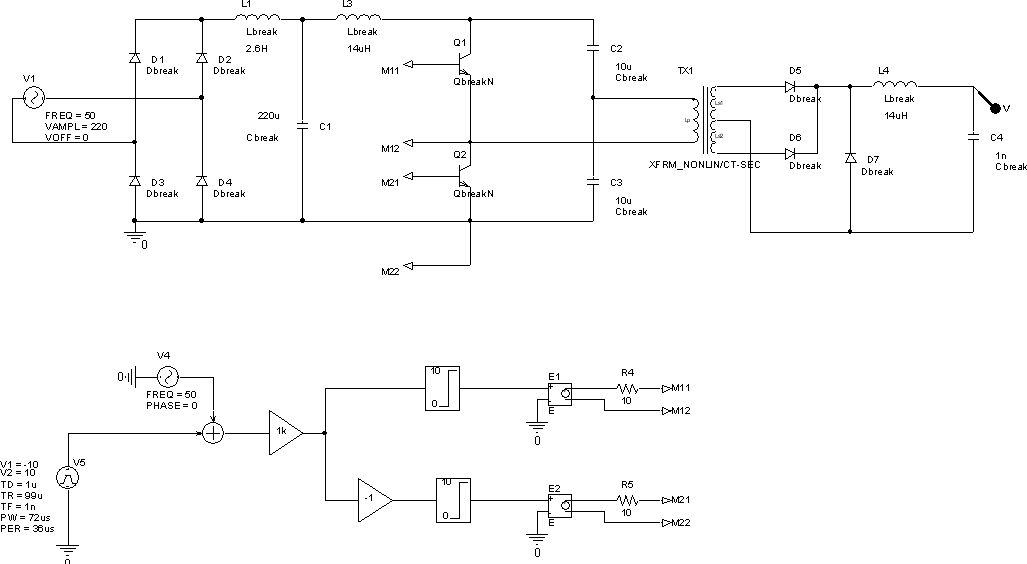 L1
Lbreak
2.6H
L3
Lbreak
14uH
D1
Dbreak
D2
Dbreak
V1
FREQ = 50
VAMPL = 220
VOFF = 0
220u
Cbreak
C1
D3
Dbreak
D4
Dbreak
0
Q1
QbreakN
M11
M12
Q2
QbreakN
M21
M22
C2
10u
Cbreak
C3
10u
Cbreak
TX1
XFRM_NONLIN/CT-SEC
D5
Dbreak
D6
Dbreak
D7
Dbreak
L4
Lbreak
14uH
V
C4
1n
Cbreak
V4
0
FREQ = 50
PHASE = 0
V5
V1 = -10
V2 = 10
TD = 1u
TR = 99u
TF = 1n
PW = 72us
PER = 36us
0
1k
10
0
E1
E
0
R4
10
M11
M12
-1
10
0
E2
E
0
R5
10
M21
M22